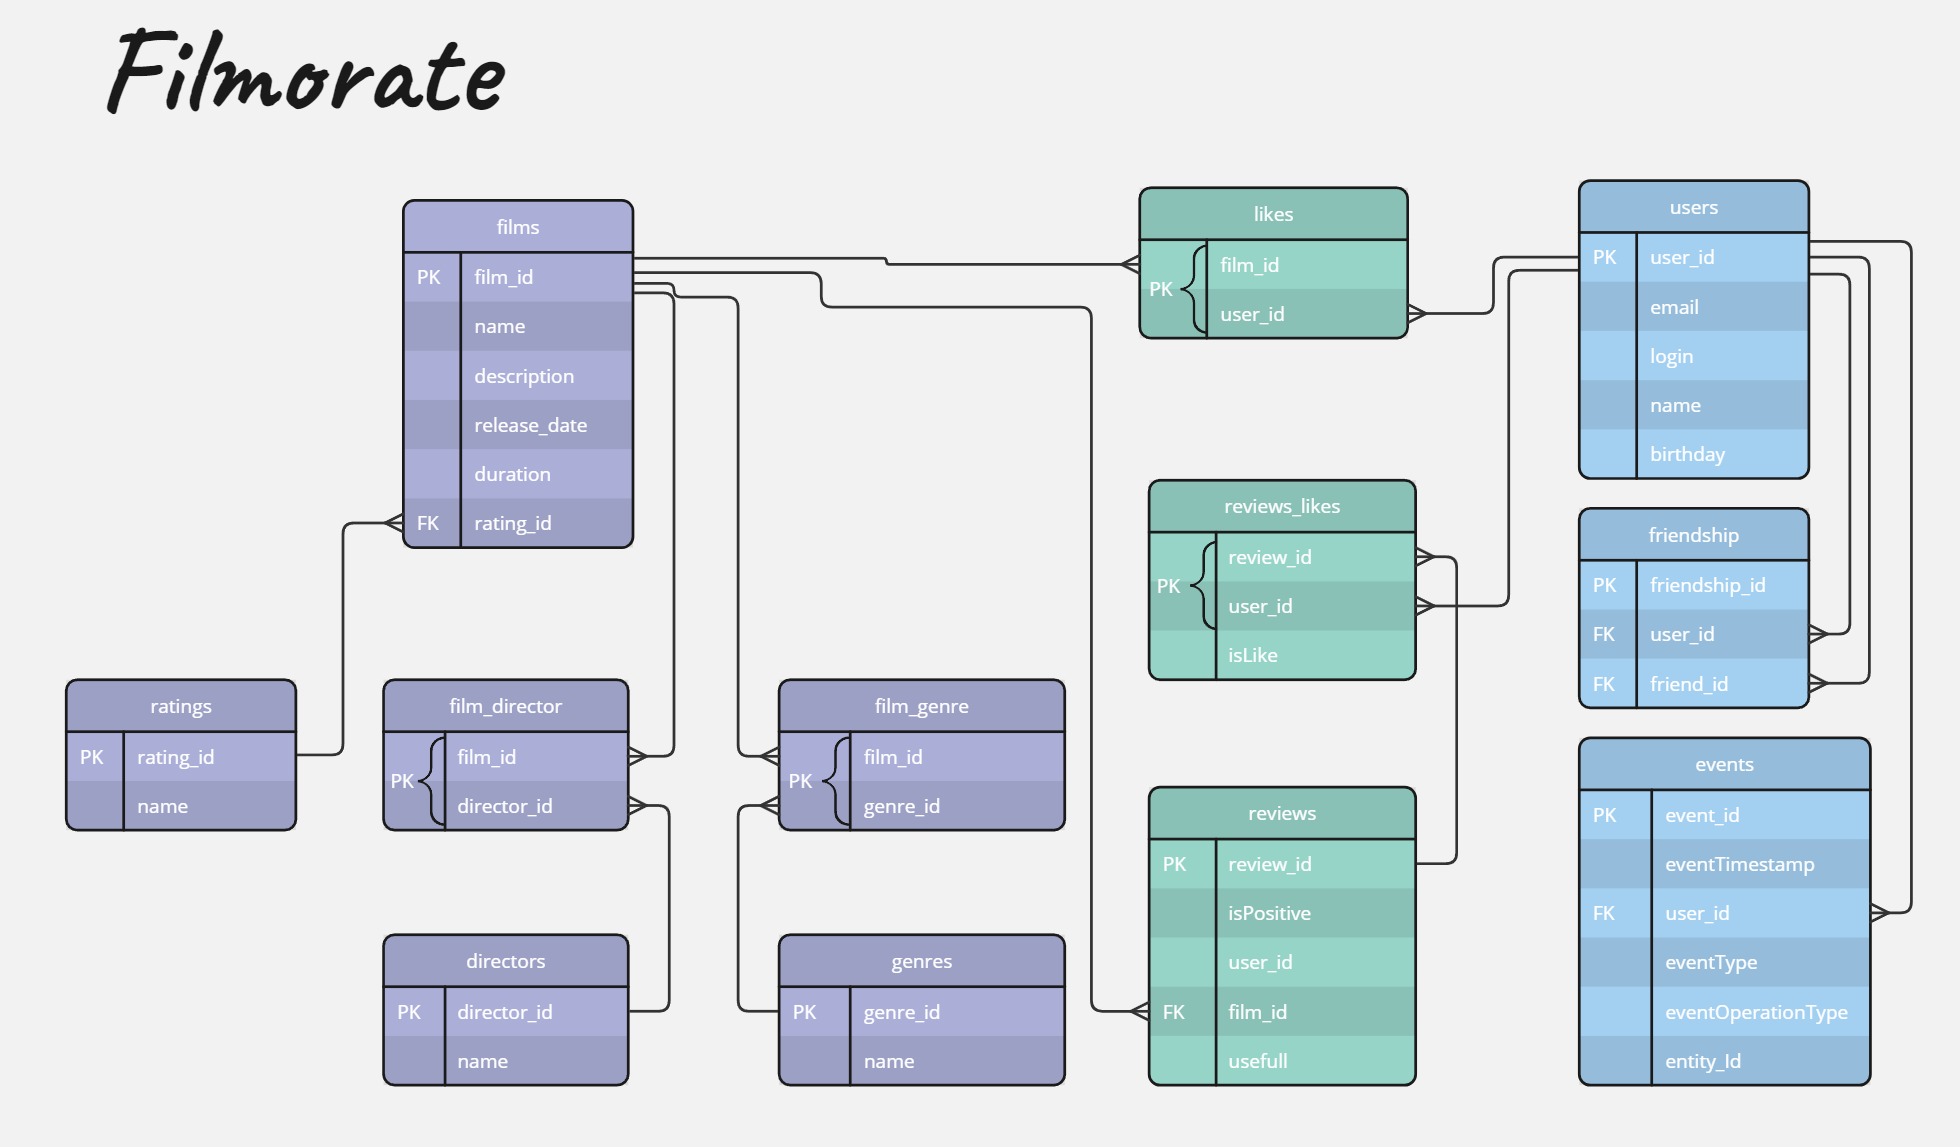 Filmorate
films
PK film_id
name
description
release_date
duration
FK rating_id
likes
PK
film_id
user_id
users
PK user_id
email
login
name
birthday
reviews_likes
PK
review_id
user_id
isLike
friendship
PK friendship_id
FK user_id
FK friend_id
ratings
PK rating_id
name
film_director
PK
film_id
director_id
film_genre
PK
film_id
genre_id
directors
PK director_id
name
genres
PK genre_id
name
reviews
PK review_id
isPositive
user_id
FK film_id
usefull
events
PK event_id
eventTimestamp
FK user_id
eventType
eventOperationType
entity_Id